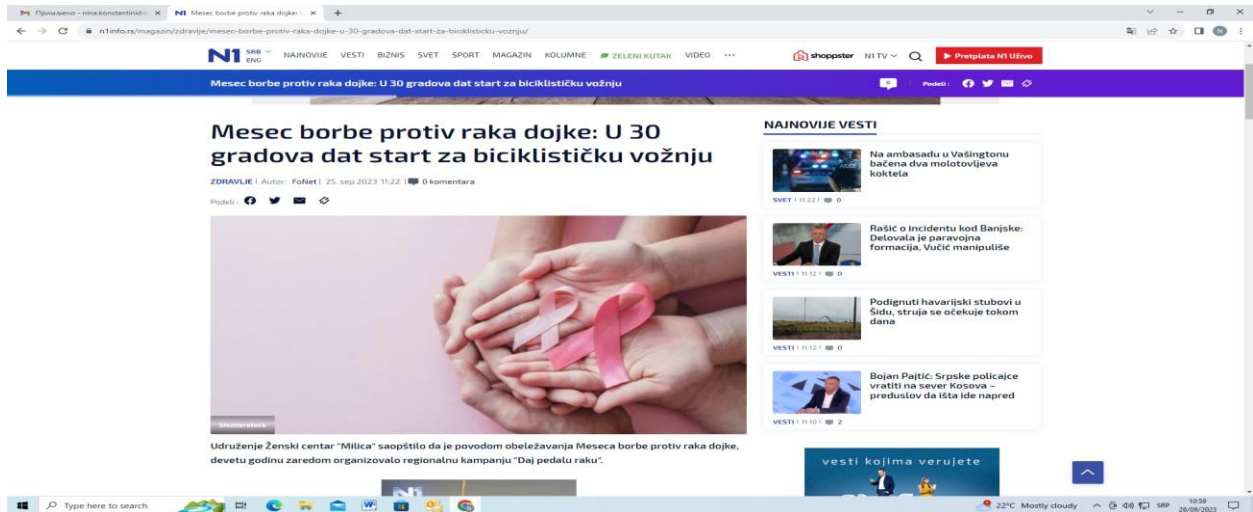 Примљено - nina.konstantinidi
N1 Mesec borbe protiv raka dojke:
n1info.rs/magazin/zdravlje/mesec-borbe-protiv-raka-dojke-u-30-gradova-dat-start-za-biciklisticku-voznju/
N1 SRB ENG NAJNOVIJE VESTI BIZNIS SVET SPORT MAGAZIN KOLUMNE ZELENI KUTAK VIDEO ••• shoppster N1 TV Pretplata N1 Uživo
Mesec borbe protiv raka dojke: U 30 gradova dat start za biciklističku vožnju
Podeli:
Mesec borbe protiv raka dojke: U 30
gradova dat start za biciklističku vožnju
ZDRAVLJE | Autor: FoNet | 25. sep 2023 11:22 | 0 komentara
Podeli:
Shutterstock
Udruženje Ženski centar "Milica" saopštilo da je povodom obeležavanja Meseca borbe protiv raka dojke,
devetu godinu zaredom organizovalo regionalnu kampanju "Daj pedalu raku".
N1
NAJNOVIJE VESTI
Na ambasadu u Vašingtonu
bačena dva molotovljeva
koktela
SVET | 11:22 | 0
Rašić o incidentu kod Banjske:
Delovala je paravojna
formacija, Vučić manipuliše
VESTI | 11:12 | 0
Podignuti havarijski stubovi u
Šidu, struja se očekuje tokom
dana
VESTI | 11:12 | 0
Bojan Pajtić: Srpske policajce
vratiti na sever Kosova –
preduslov da išta ide napred
VESTI | 11:10 | 2
vesti kojima verujete
Type here to search
22°C Mostly cloudy
SRP
10:59
26/09/2023